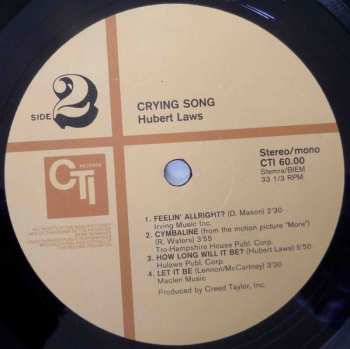 SIDE 2
CRYING SONG
Hubert Laws
Stereo/mono
CTI 60.00
Stemra/BIEM
33 1/3 RPM
CTI
RECORDS
1. FEELIN' ALLRIGHT? (D. Mason) 2'30
Irving Music Inc.
2. CYMBALINE (from the motion picture "More")
(R. Waters) 3'55
Tro-Hampshire House Publ. Corp.
3. HOW LONG WILL IT BE? (Hubert Laws) 5'50
Hulaws Publ. Corp.
4. LET IT BE (Lennon/McCartney) 3'30
Maclen Music
Produced by Creed Taylor, Inc.